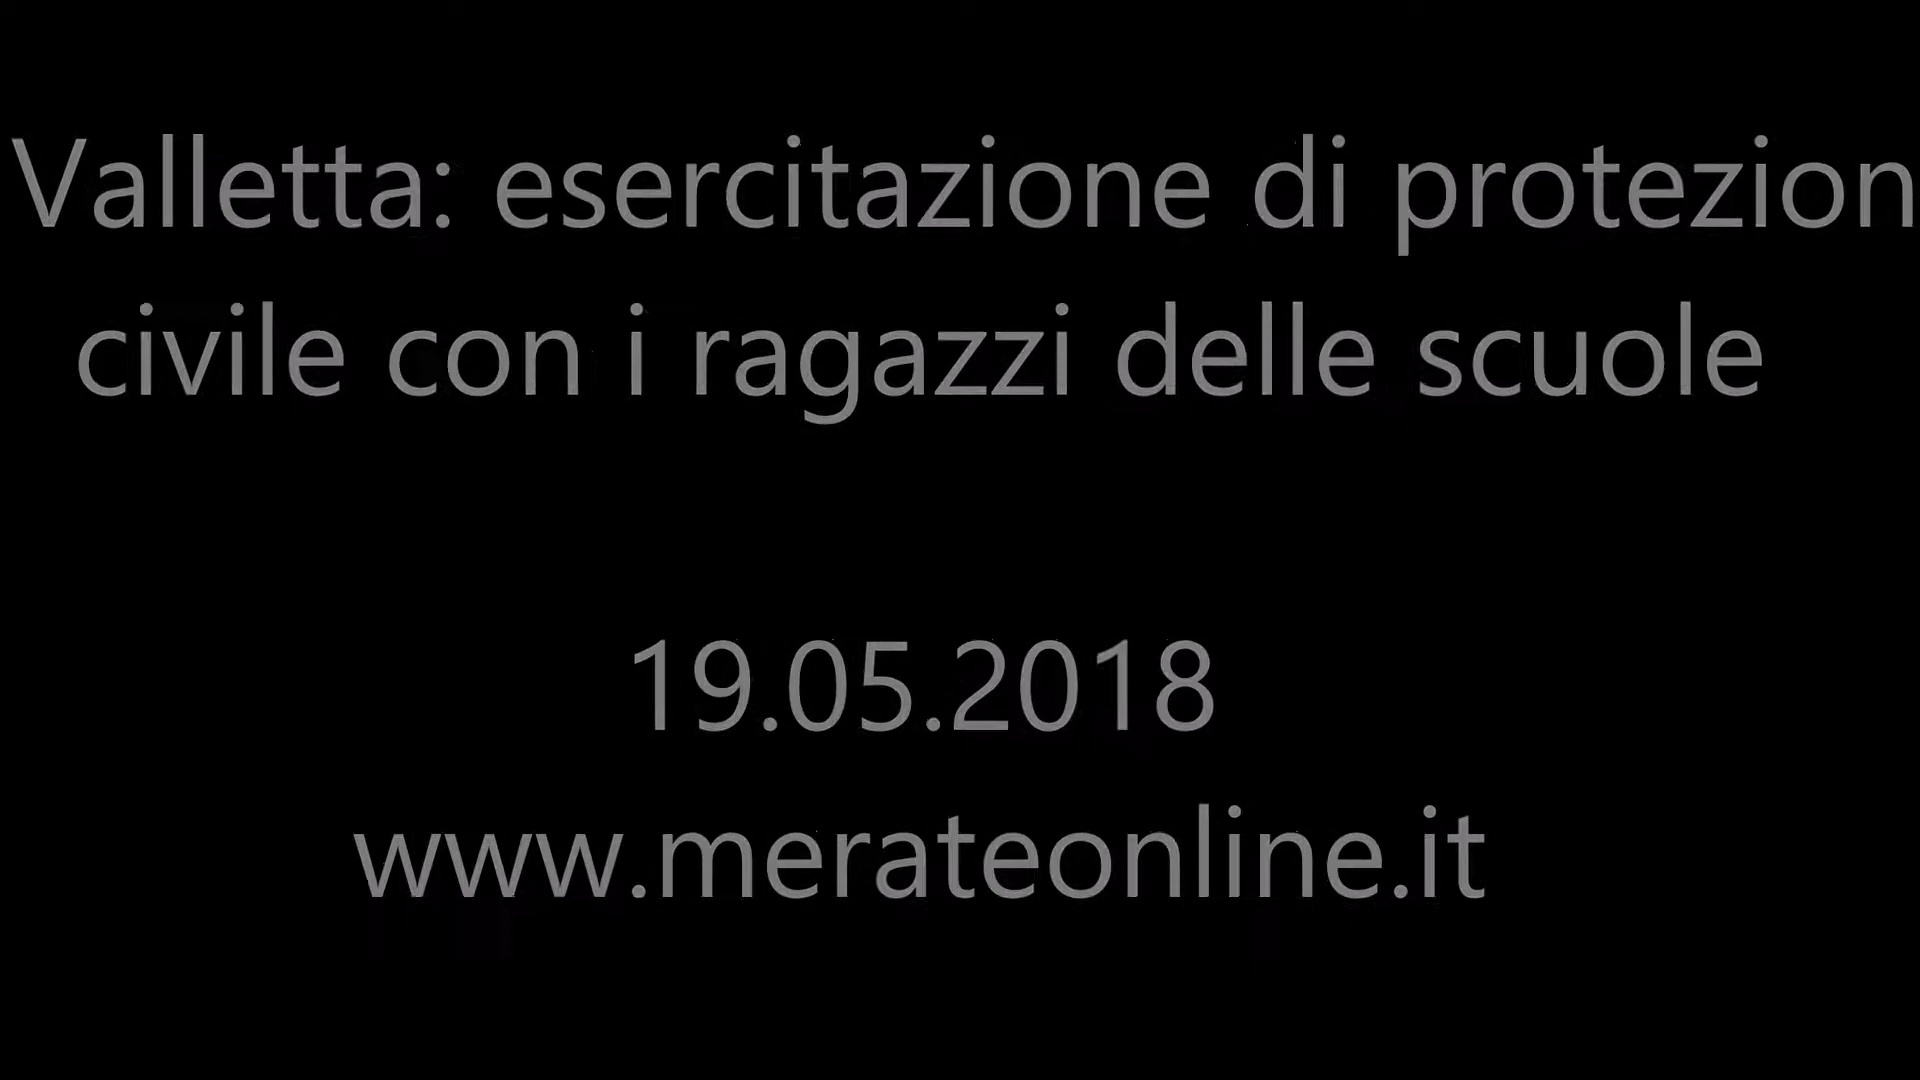 Valletta: esercitazione di protezion
civile con i ragazzi delle scuole
19.05.2018
www.merateonline.it